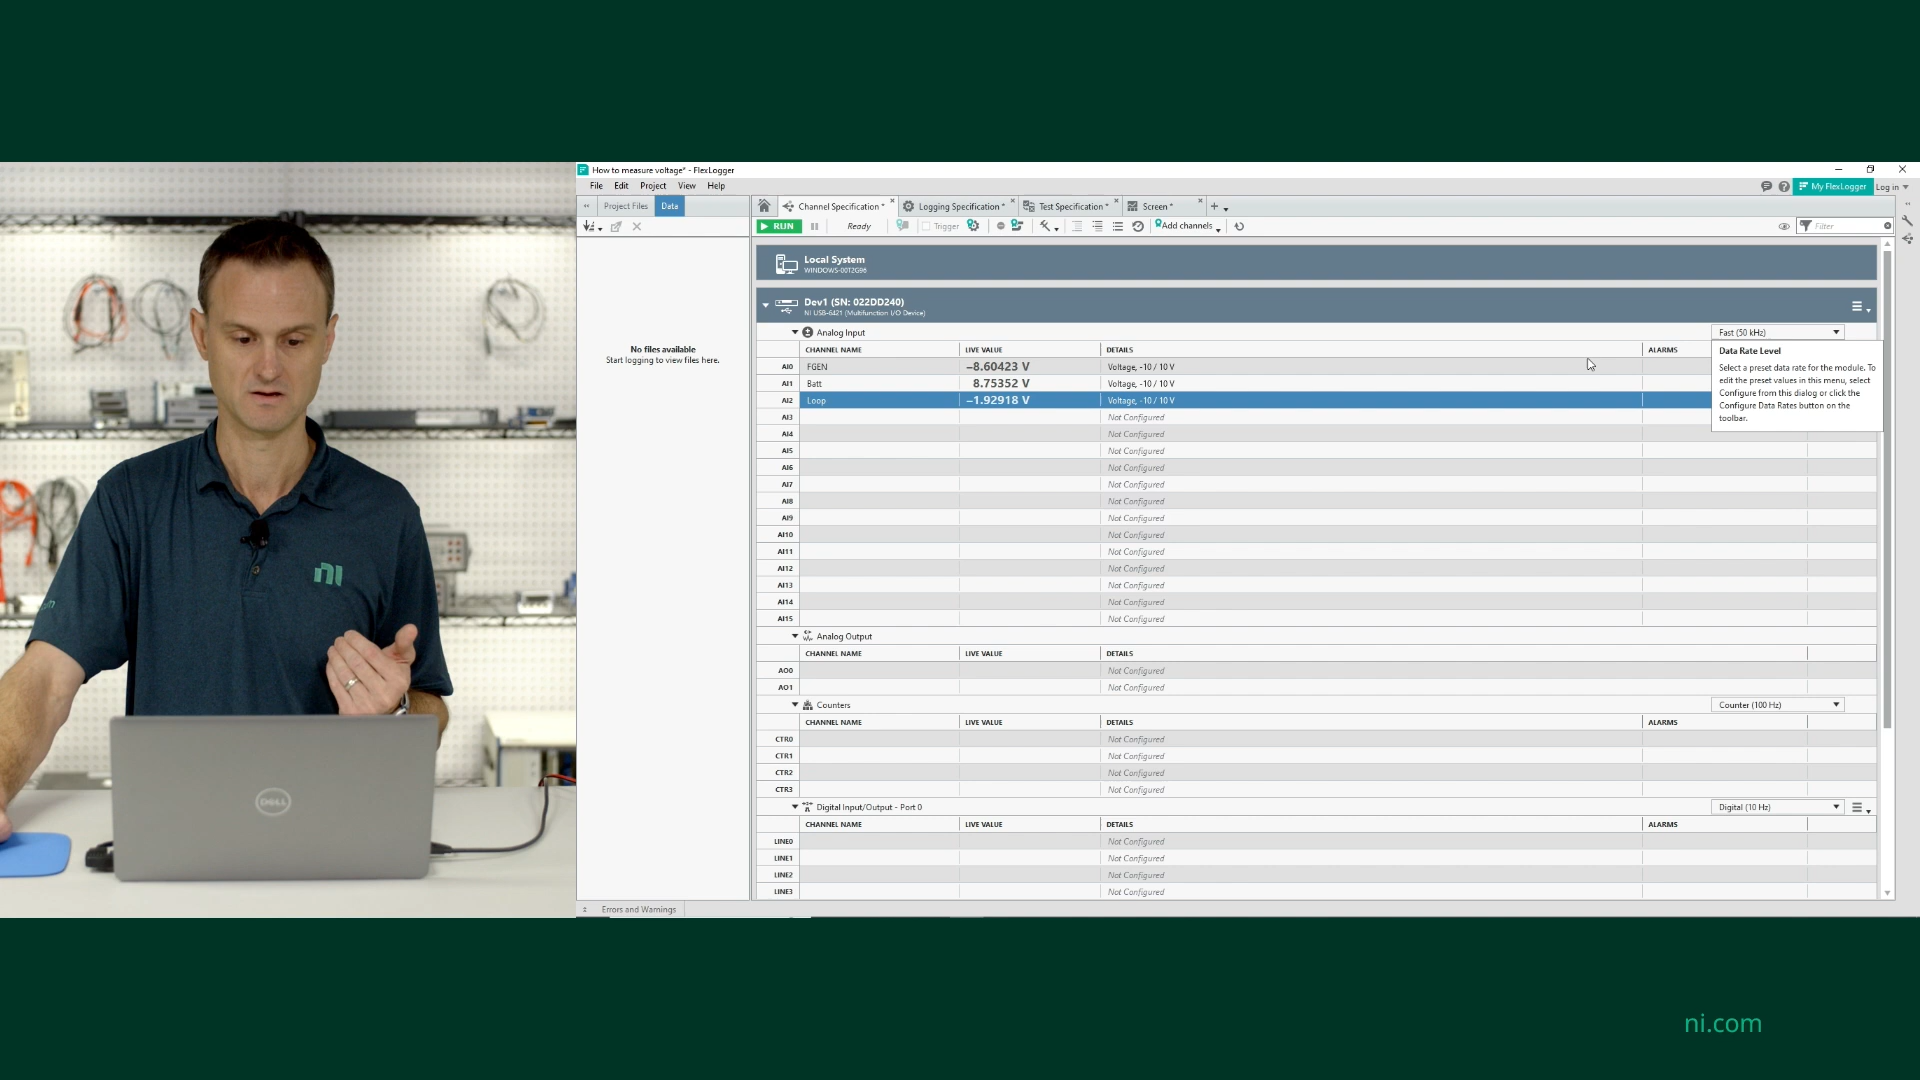 How to measure voltage* - FlexLogger
File Edit Project View Help
My FlexLogger Log in
Project Files Data
Channel Specification * Logging Specification * Test Specification * Screen *
RUN Ready Trigger Add channels Filter
Local System
WINDOWS-00T2G96
Dev1 (SN: 022DD240)
NI USB-6421 (Multifunction I/O Device)
No files available
Start logging to view files here.
Analog Input Fast (50 kHz)
CHANNEL NAME LIVE VALUE DETAILS ALARMS
AI0 FGEN −8.60423 V Voltage, -10 / 10 V
AI1 Batt 8.75352 V Voltage, -10 / 10 V
AI2 Loop −1.92918 V Voltage, -10 / 10 V
AI3 Not Configured
AI4 Not Configured
AI5 Not Configured
AI6 Not Configured
AI7 Not Configured
AI8 Not Configured
AI9 Not Configured
AI10 Not Configured
AI11 Not Configured
AI12 Not Configured
AI13 Not Configured
AI14 Not Configured
AI15 Not Configured
Data Rate Level
Select a preset data rate for the module. To
edit the preset values in this menu, select
Configure from this dialog or click the
Configure Data Rates button on the
toolbar.
Analog Output
CHANNEL NAME LIVE VALUE DETAILS
AO0 Not Configured
AO1 Not Configured
Counters Counter (100 Hz)
CHANNEL NAME LIVE VALUE DETAILS ALARMS
CTR0 Not Configured
CTR1 Not Configured
CTR2 Not Configured
CTR3 Not Configured
Digital Input/Output - Port 0 Digital (10 Hz)
CHANNEL NAME LIVE VALUE DETAILS ALARMS
LINE0 Not Configured
LINE1 Not Configured
LINE2 Not Configured
LINE3 Not Configured
Errors and Warnings
ni
DELL
ni.com